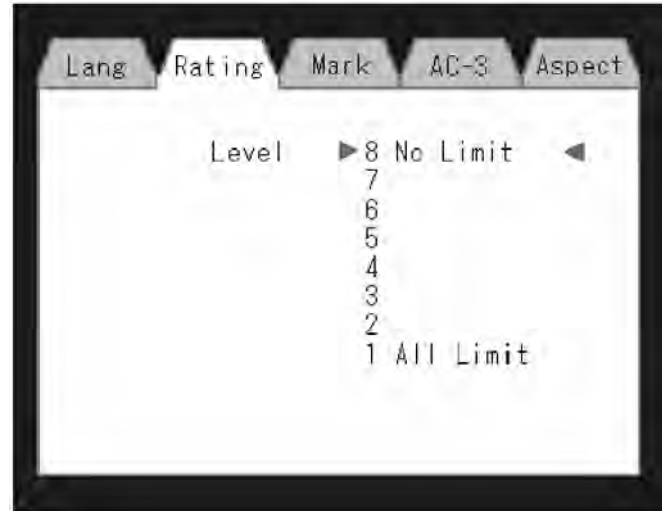 Lang Rating Mark AC-3 Aspect
Level ▶ 8 No Limit ◀
7
6
5
4
3
2
1 All Limit